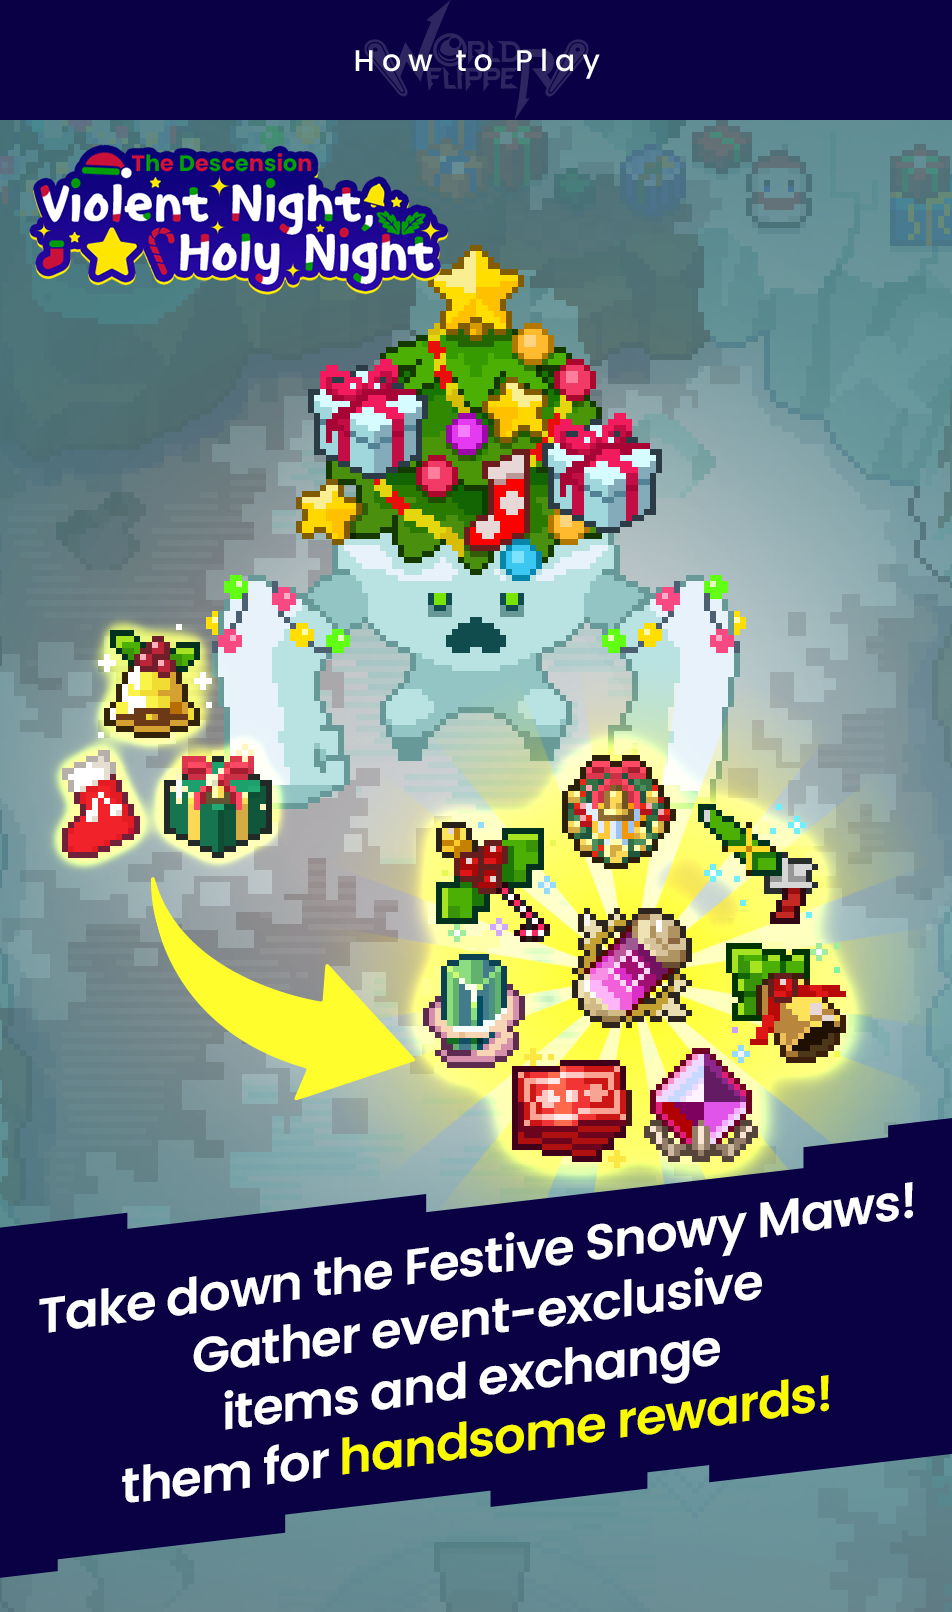 WORLD
FLIPPER
How to Play
The Descension
Violent Night,
Holy Night
Take down the Festive Snowy Maws!
Gather event-exclusive
items and exchange
them for handsome rewards!